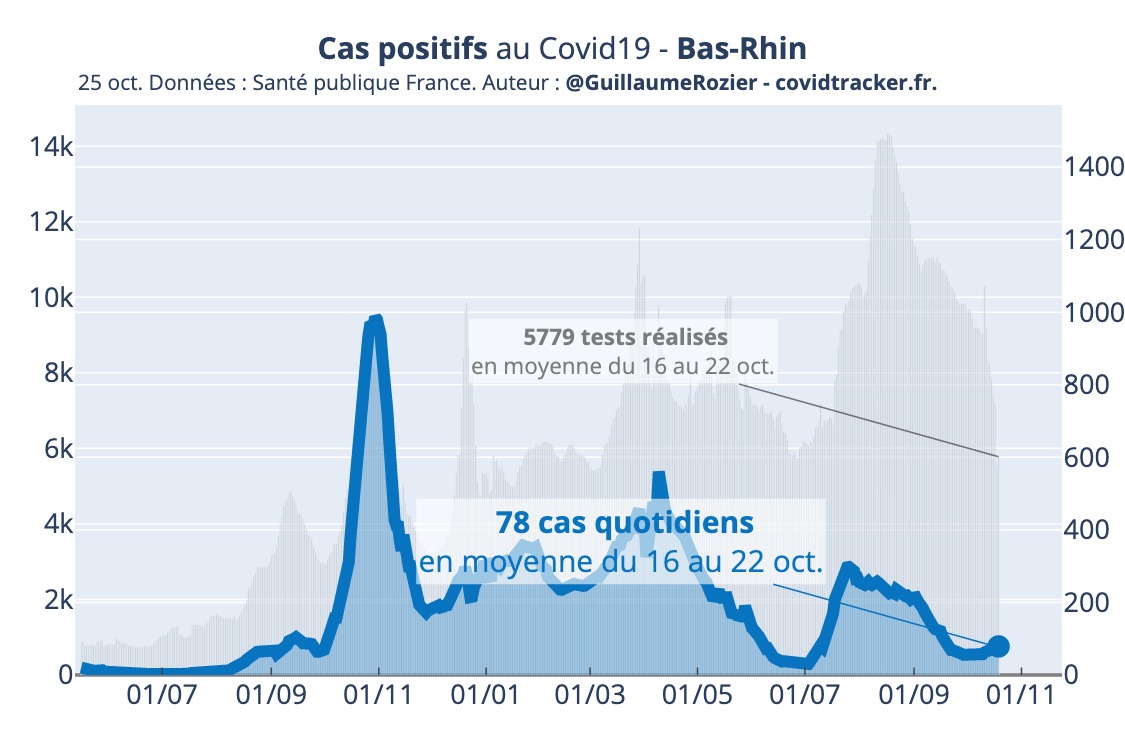 Cas positifs au Covid19 - Bas-Rhin
25 oct. Données : Santé publique France. Auteur : @GuillaumeRozier - covidtracker.fr.
14k
12k
10k
8k
6k
4k
2k
0
1400
1200
1000
800
600
400
200
0
5779 tests réalisés
en moyenne du 16 au 22 oct.
78 cas quotidiens
en moyenne du 16 au 22 oct.
01/07 01/09 01/11 01/01 01/03 01/05 01/07 01/09 01/11